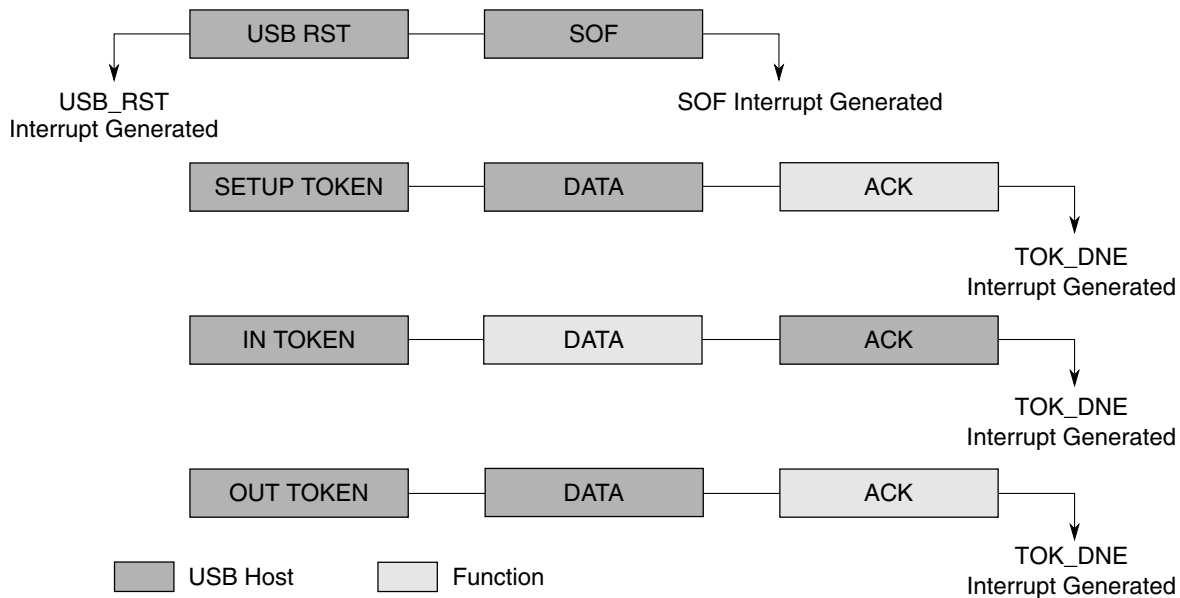 USB RST
SOF
USB_RST
Interrupt Generated
SOF Interrupt Generated
SETUP TOKEN
DATA
ACK
TOK_DNE
Interrupt Generated
IN TOKEN
DATA
ACK
TOK_DNE
Interrupt Generated
OUT TOKEN
DATA
ACK
TOK_DNE
Interrupt Generated
USB Host
Function